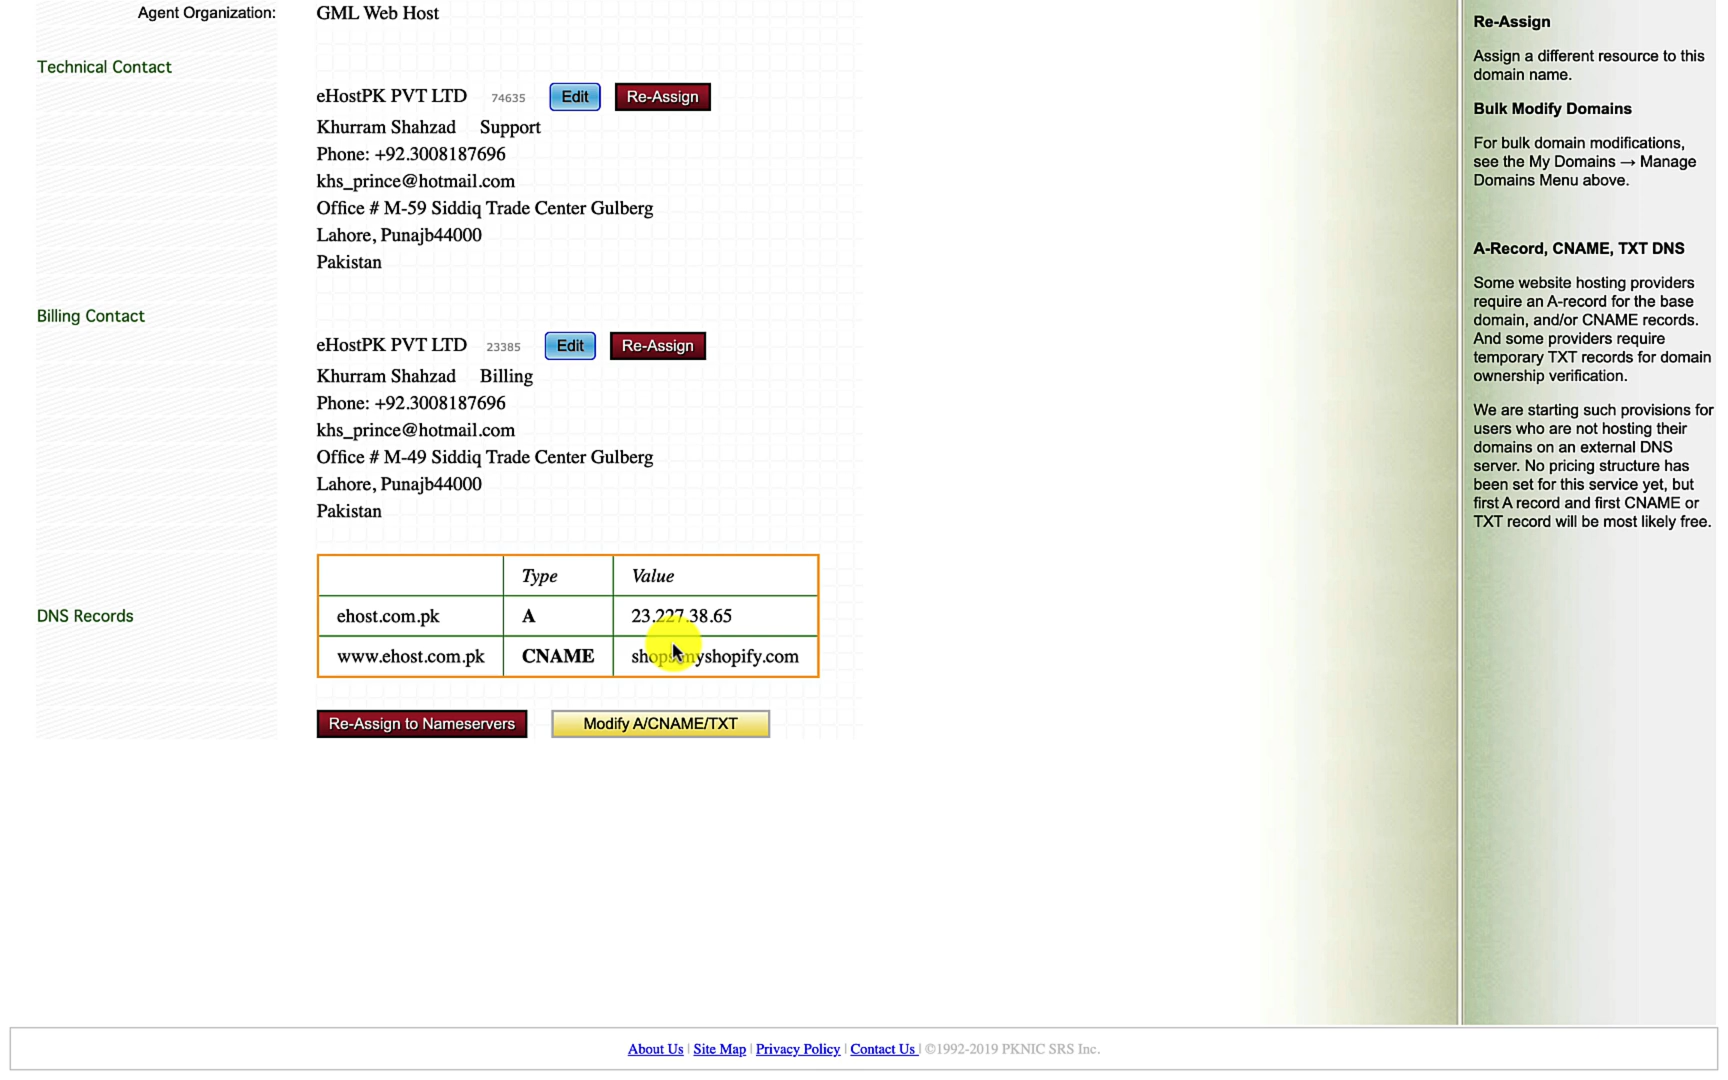 Agent Organization: GML Web Host
Technical Contact
eHostPK PVT LTD 74635 Edit Re-Assign
Khurram Shahzad Support
Phone: +92.3008187696
khs_prince@hotmail.com
Office # M-59 Siddiq Trade Center Gulberg
Lahore, Punajb44000
Pakistan
Billing Contact
eHostPK PVT LTD 23385 Edit Re-Assign
Khurram Shahzad Billing
Phone: +92.3008187696
khs_prince@hotmail.com
Office # M-49 Siddiq Trade Center Gulberg
Lahore, Punajb44000
Pakistan
DNS Records
Type Value
ehost.com.pk A 23.227.38.65
www.ehost.com.pk CNAME shops.myshopify.com
Re-Assign to Nameservers Modify A/CNAME/TXT
Re-Assign
Assign a different resource to this
domain name.
Bulk Modify Domains
For bulk domain modifications,
see the My Domains → Manage
Domains Menu above.
A-Record, CNAME, TXT DNS
Some website hosting providers
require an A-record for the base
domain, and/or CNAME records.
And some providers require
temporary TXT records for domain
ownership verification.
We are starting such provisions for
users who are not hosting their
domains on an external DNS
server. No pricing structure has
been set for this service yet, but
first A record and first CNAME or
TXT record will be most likely free.
About Us | Site Map | Privacy Policy | Contact Us | ©1992-2019 PKNIC SRS Inc.